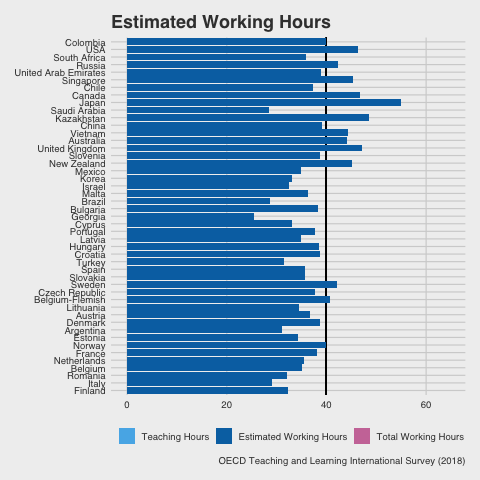 Estimated Working Hours
Colombia
USA
South Africa
Russia
United Arab Emirates
Singapore
Chile
Canada
Japan
Saudi Arabia
Kazakhstan
China
Vietnam
Australia
United Kingdom
Slovenia
New Zealand
Mexico
Korea
Israel
Malta
Brazil
Bulgaria
Georgia
Cyprus
Portugal
Latvia
Hungary
Croatia
Turkey
Spain
Slovakia
Sweden
Czech Republic
Belgium-Flemish
Lithuania
Austria
Denmark
Argentina
Estonia
Norway
France
Netherlands
Belgium
Romania
Italy
Finland
0 20 40 60
Teaching Hours Estimated Working Hours Total Working Hours
OECD Teaching and Learning International Survey (2018)